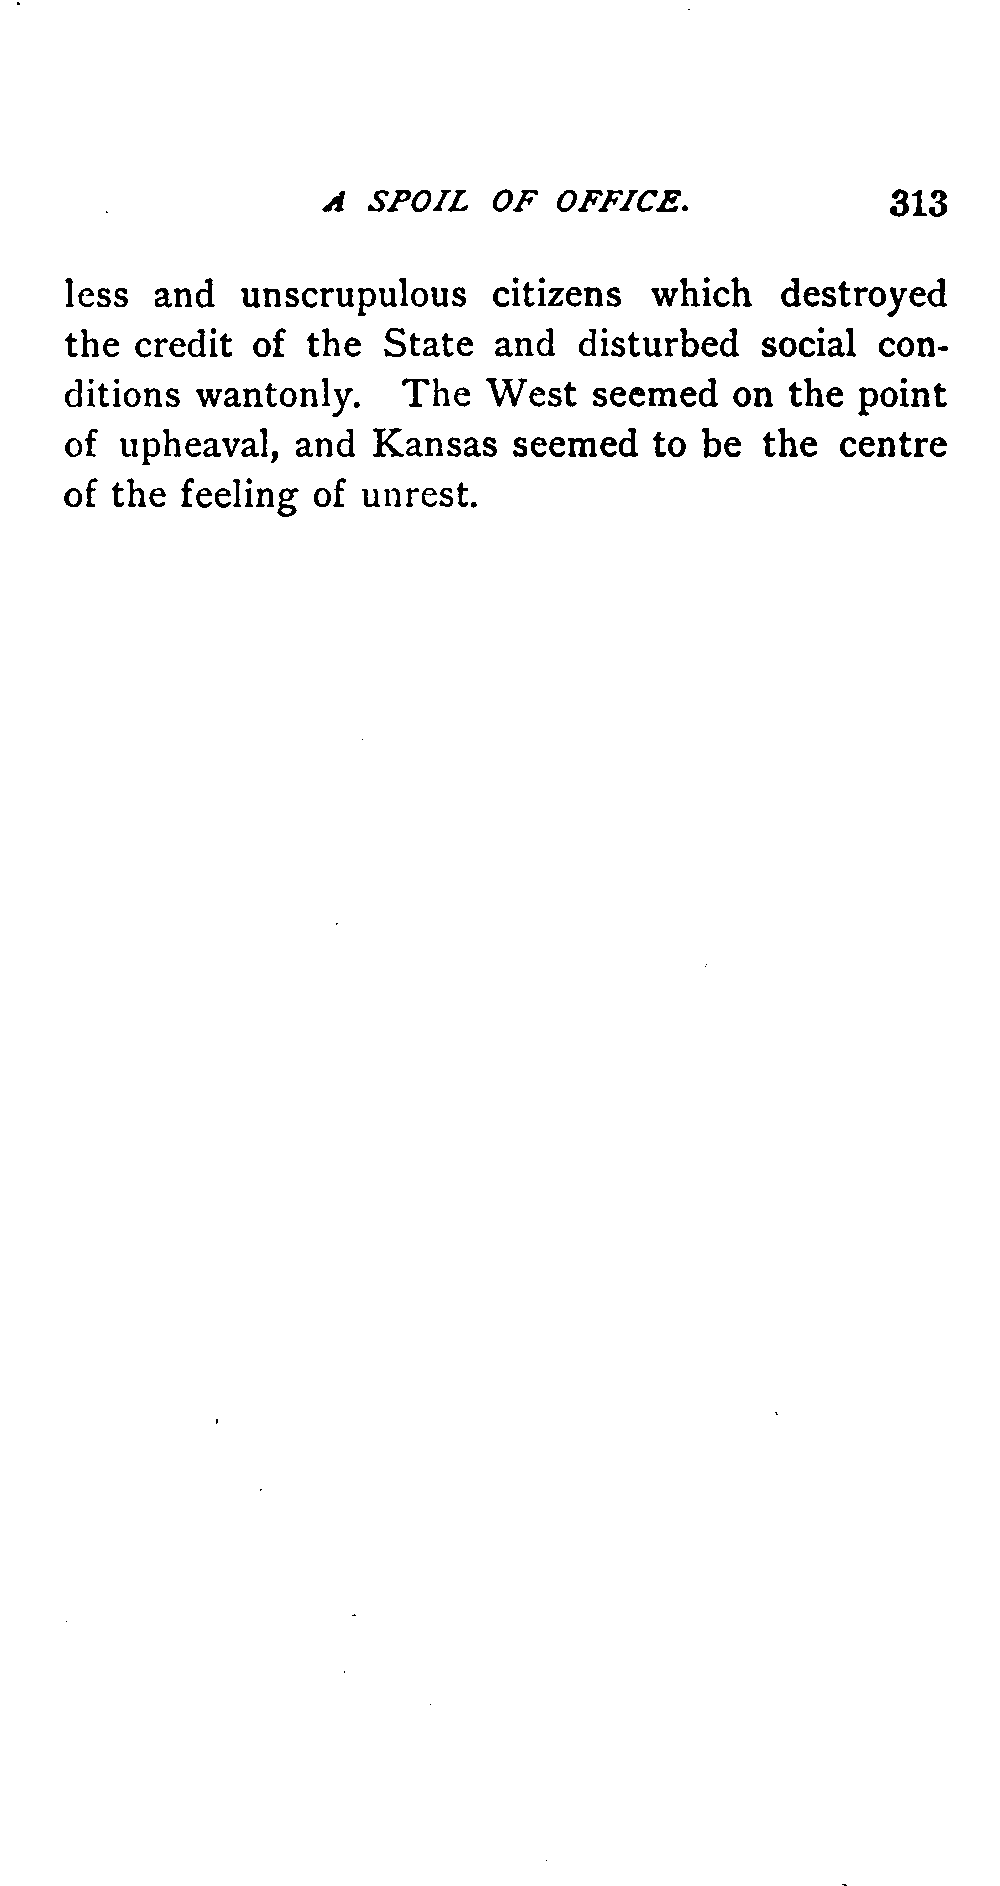 A SPOIL OF OFFICE. 313
less and unscrupulous citizens which destroyed
the credit of the State and disturbed social con-
ditions wantonly. The West seemed on the point
of upheaval, and Kansas seemed to be the centre
of the feeling of unrest.